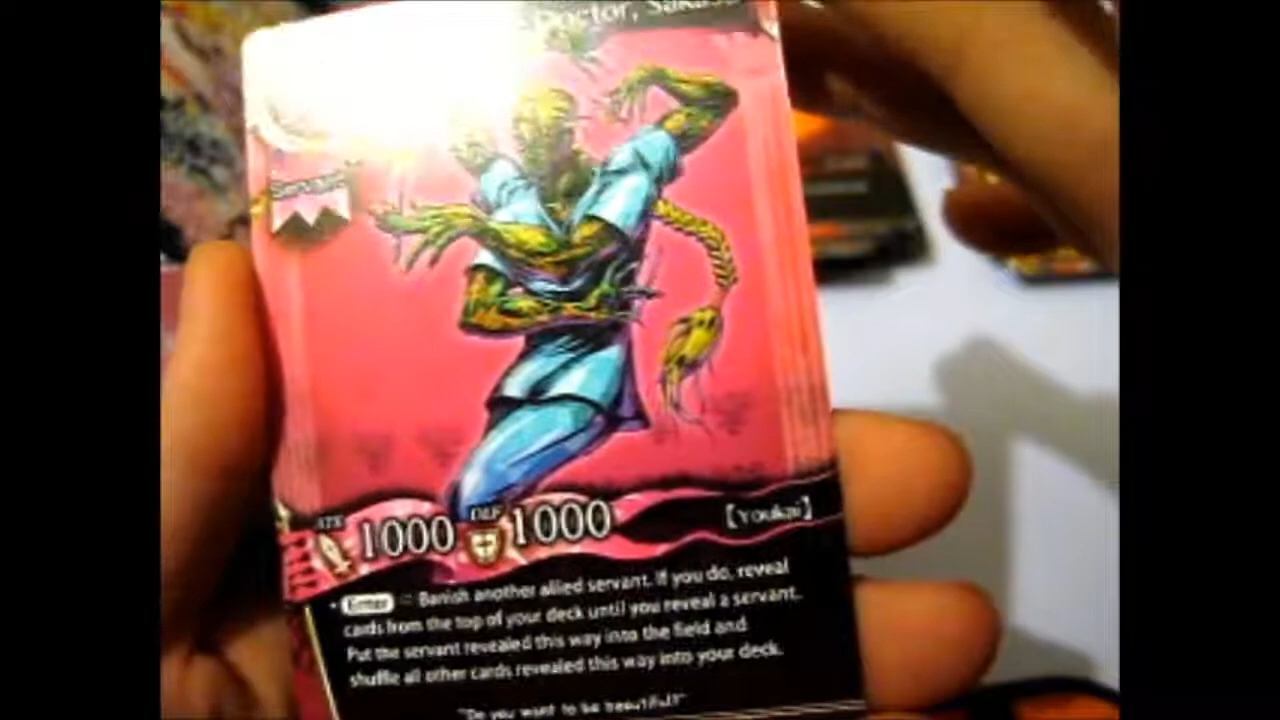 Doctor,
Servant
ATK 1000 DEF 1000
【Youkai】
• Enter = Banish another allied servant. If you do, reveal
cards from the top of your deck until you reveal a servant.
Put the servant revealed this way into the field and
shuffle all other cards revealed this way into your deck.
"Do you want to be beautiful?"